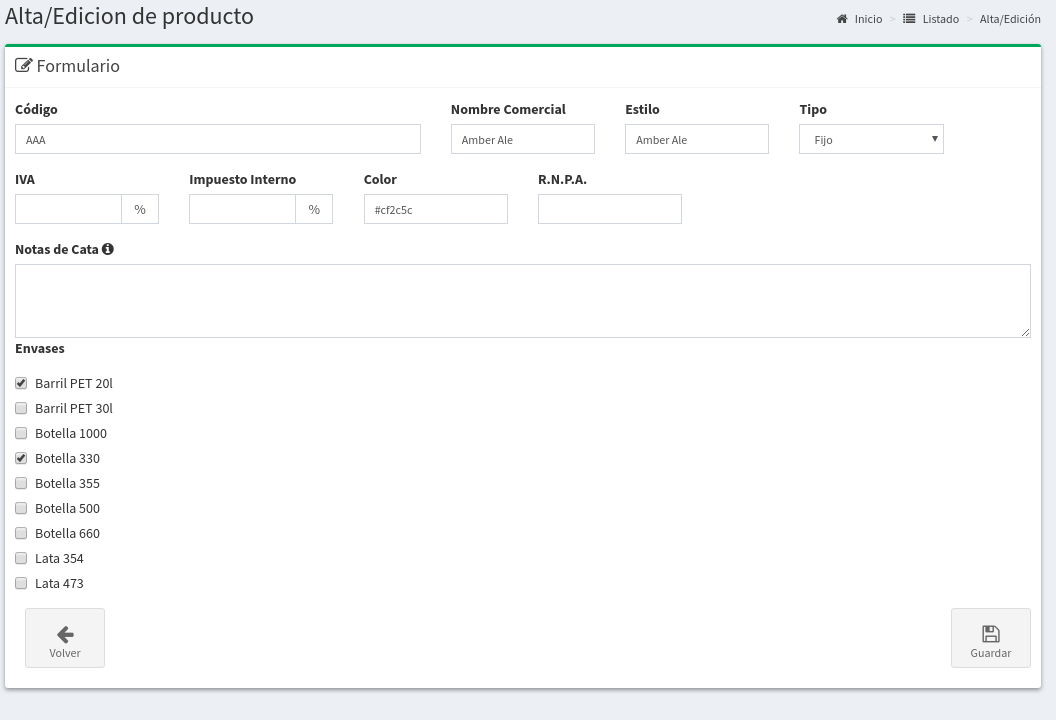 Alta/Edicion de producto
Inicio > Listado > Alta/Edición
Formulario
Código Nombre Comercial Estilo Tipo
AAA Amber Ale Amber Ale Fijo
IVA Impuesto Interno Color R.N.P.A.
% % #cf2c5c
Notas de Cata
Envases
Barril PET 20l
Barril PET 30l
Botella 1000
Botella 330
Botella 355
Botella 500
Botella 660
Lata 354
Lata 473
Volver Guardar